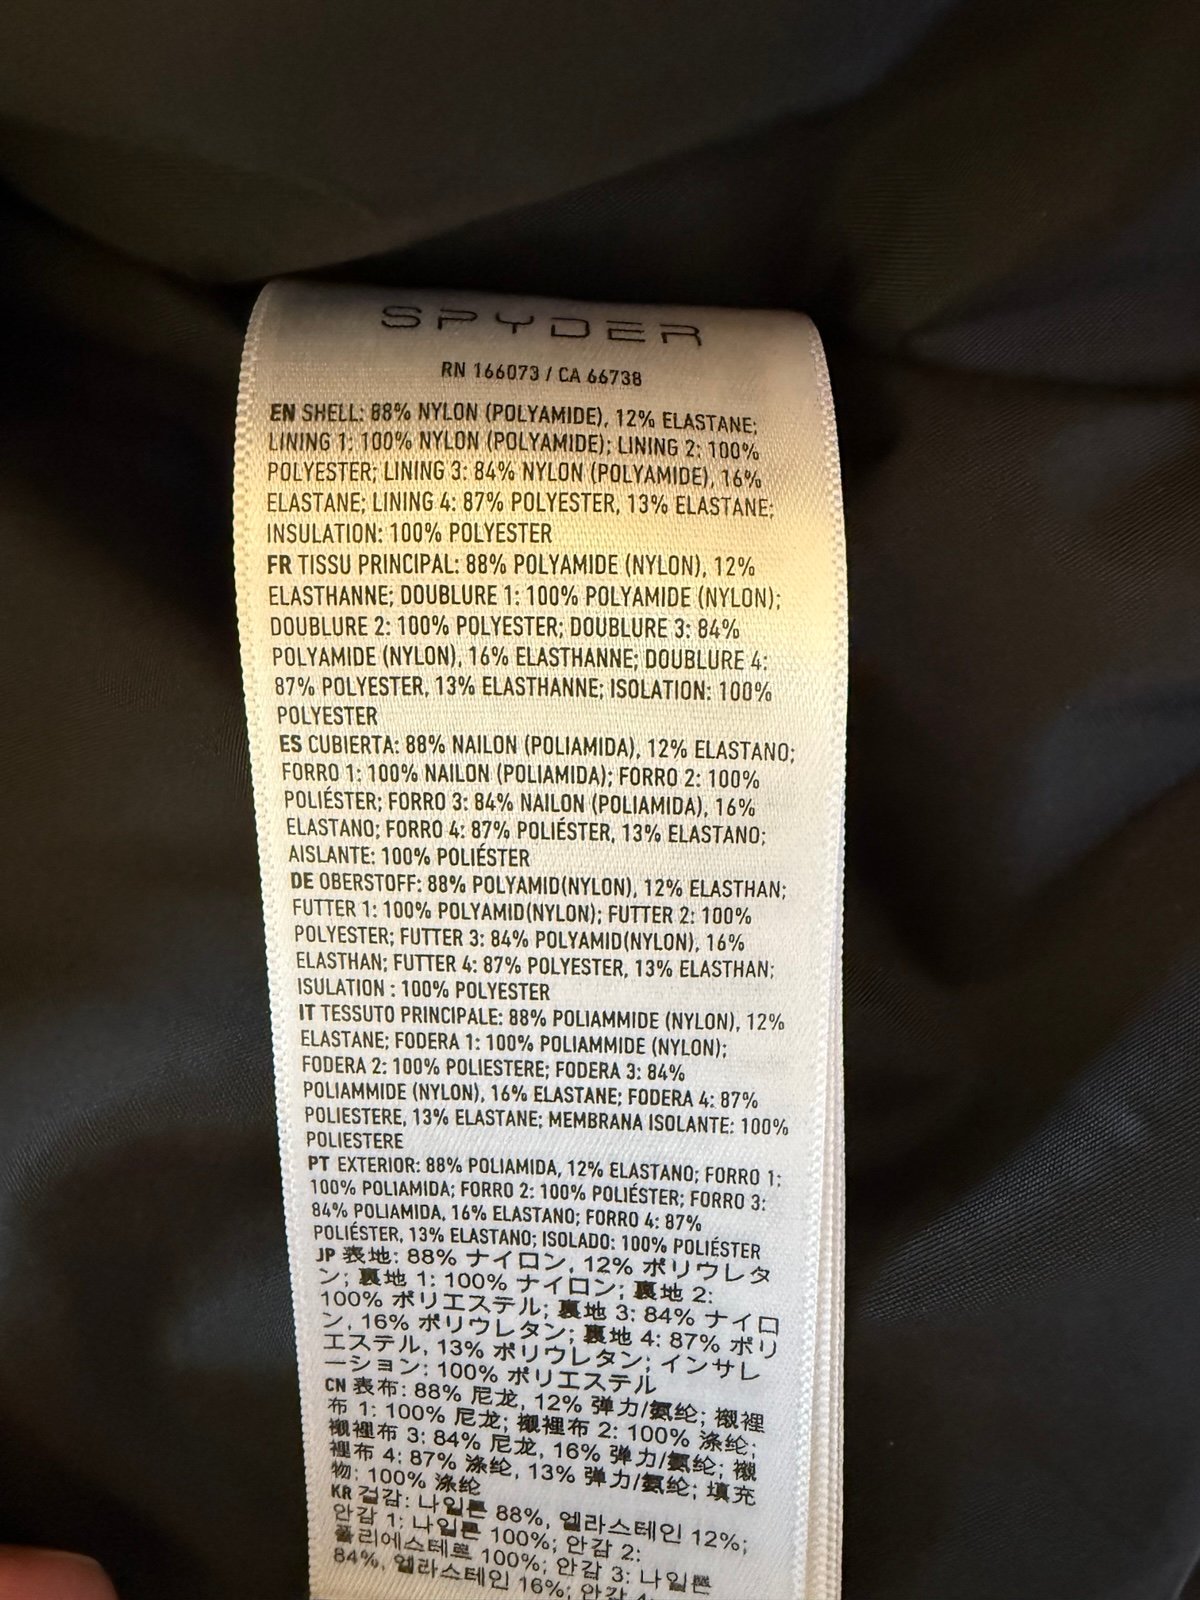 SPYDER
RN 166073 / CA 66738
EN SHELL: 88% NYLON (POLYAMIDE), 12% ELASTANE;
LINING 1: 100% NYLON (POLYAMIDE); LINING 2: 100%
POLYESTER; LINING 3: 84% NYLON (POLYAMIDE), 16%
ELASTANE; LINING 4: 87% POLYESTER, 13% ELASTANE;
INSULATION: 100% POLYESTER
FR TISSU PRINCIPAL: 88% POLYAMIDE (NYLON), 12%
ELASTHANNE; DOUBLURE 1: 100% POLYAMIDE (NYLON);
DOUBLURE 2: 100% POLYESTER; DOUBLURE 3: 84%
POLYAMIDE (NYLON), 16% ELASTHANNE; DOUBLURE 4:
87% POLYESTER, 13% ELASTHANNE; ISOLATION: 100%
POLYESTER
ES CUBIERTA: 88% NAILON (POLIAMIDA), 12% ELASTANO;
FORRO 1: 100% NAILON (POLIAMIDA); FORRO 2: 100%
POLIÉSTER; FORRO 3: 84% NAILON (POLIAMIDA), 16%
ELASTANO; FORRO 4: 87% POLIÉSTER, 13% ELASTANO;
AISLANTE: 100% POLIÉSTER
DE OBERSTOFF: 88% POLYAMID(NYLON), 12% ELASTHAN;
FUTTER 1: 100% POLYAMID(NYLON); FUTTER 2: 100%
POLYESTER; FUTTER 3: 84% POLYAMID(NYLON), 16%
ELASTHAN; FUTTER 4: 87% POLYESTER, 13% ELASTHAN;
ISULATION : 100% POLYESTER
IT TESSUTO PRINCIPALE: 88% POLIAMMIDE (NYLON), 12%
ELASTANE; FODERA 1: 100% POLIAMMIDE (NYLON);
FODERA 2: 100% POLIESTERE; FODERA 3: 84%
POLIAMMIDE (NYLON), 16% ELASTANE; FODERA 4: 87%
POLIESTERE, 13% ELASTANE; MEMBRANA ISOLANTE: 100%
POLIESTERE
PT EXTERIOR: 88% POLIAMIDA, 12% ELASTANO; FORRO 1:
100% POLIAMIDA; FORRO 2: 100% POLIÉSTER; FORRO 3:
84% POLIAMIDA, 16% ELASTANO; FORRO 4: 87%
POLIÉSTER, 13% ELASTANO; ISOLADO: 100% POLIÉSTER
JP 表地: 88% ナイロン, 12% ポリウレタ
ン; 裏地 1: 100% ナイロン; 裏地 2:
100% ポリエステル; 裏地 3: 84% ナイロ
ン, 16% ポリウレタン; 裏地 4: 87% ポリ
エステル, 13% ポリウレタン; インサレ
ーション: 100% ポリエステル
CN 表布: 88% 尼龙, 12% 弹力/氨纶; 襯裡
布 1: 100% 尼龙; 襯裡布 2: 100% 涤纶;
襯裡布 3: 84% 尼龙, 16% 弹力/氨纶; 襯
裡布 4: 87% 涤纶, 13% 弹力/氨纶; 填充
物: 100% 涤纶
KR 겉감: 나일론 88%, 엘라스테인 12%;
안감 1: 나일론 100%; 안감 2:
폴리에스테르 100%; 안감 3: 나일론
84%, 엘라스테인 16%; 안감 4: